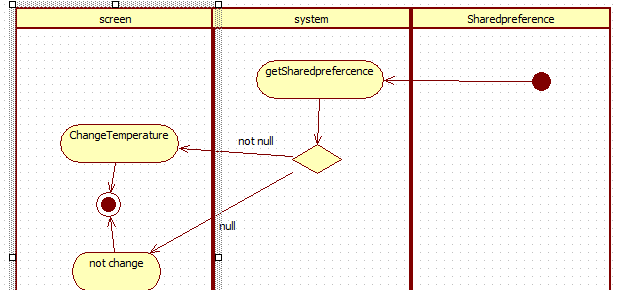 screen
system
Sharedpreference
getSharedprefercence
ChangeTemperature
not null
null
not change